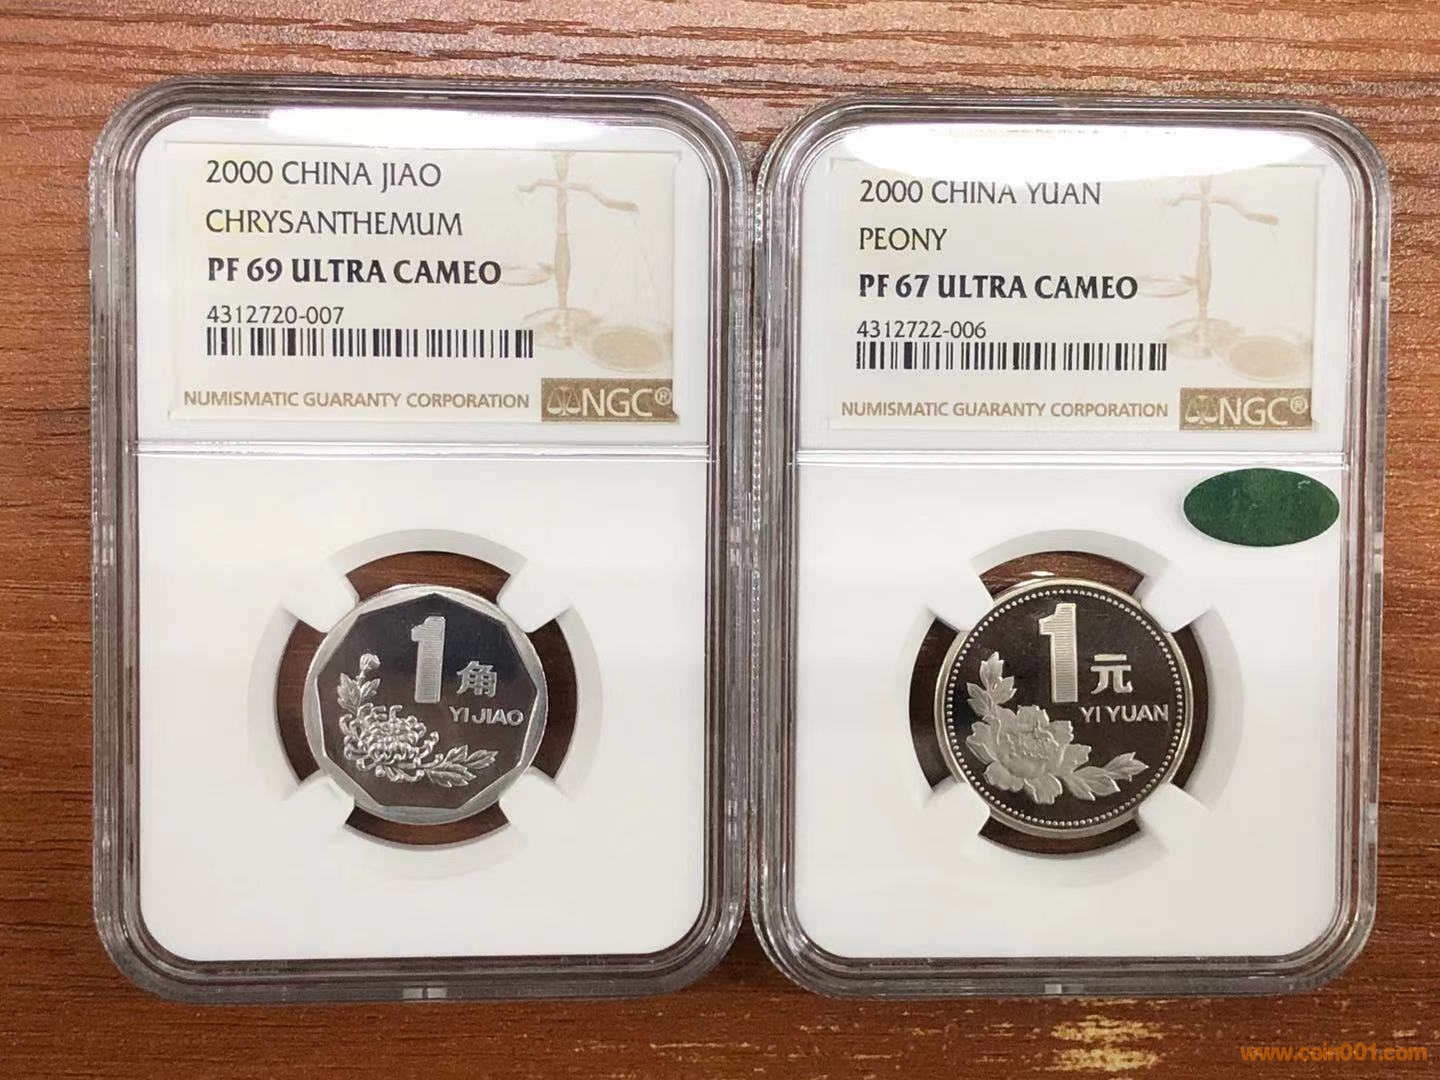 2000 CHINA JIAO
CHRYSANTHEMUM
PF 69 ULTRA CAMEO
4312720-007
NUMISMATIC GUARANTY CORPORATION
NGC®
1角
YI JIAO
2000 CHINA YUAN
PEONY
PF 67 ULTRA CAMEO
4312722-006
NUMISMATIC GUARANTY CORPORATION
NGC®
1元
YI YUAN
www.coin001.com